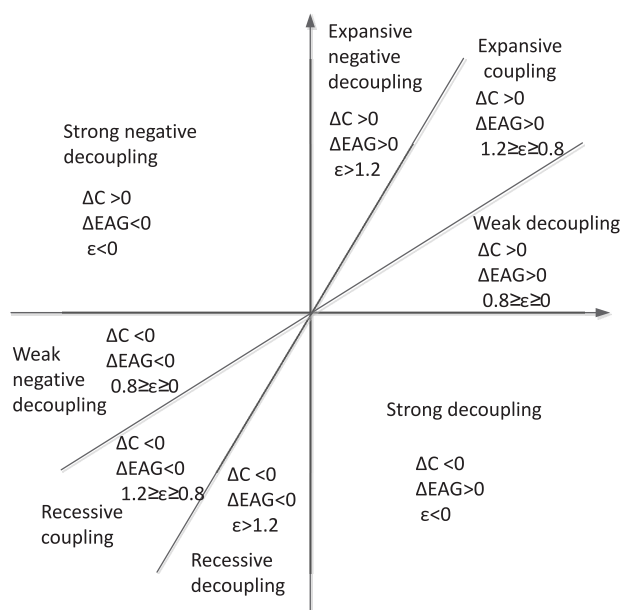 Expansive
negative
decoupling
ΔC >0
ΔEAG>0
ε>1.2
Expansive
coupling
ΔC >0
ΔEAG>0
1.2≥ε≥0.8
Strong negative
decoupling
ΔC >0
ΔEAG<0
ε<0
Weak decoupling
ΔC >0
ΔEAG>0
0.8≥ε≥0
Weak
negative
decoupling
ΔC <0
ΔEAG<0
0.8≥ε≥0
ΔC <0
ΔEAG<0
1.2≥ε≥0.8
Recessive
coupling
ΔC <0
ΔEAG<0
ε>1.2
Recessive
decoupling
Strong decoupling
ΔC <0
ΔEAG>0
ε<0